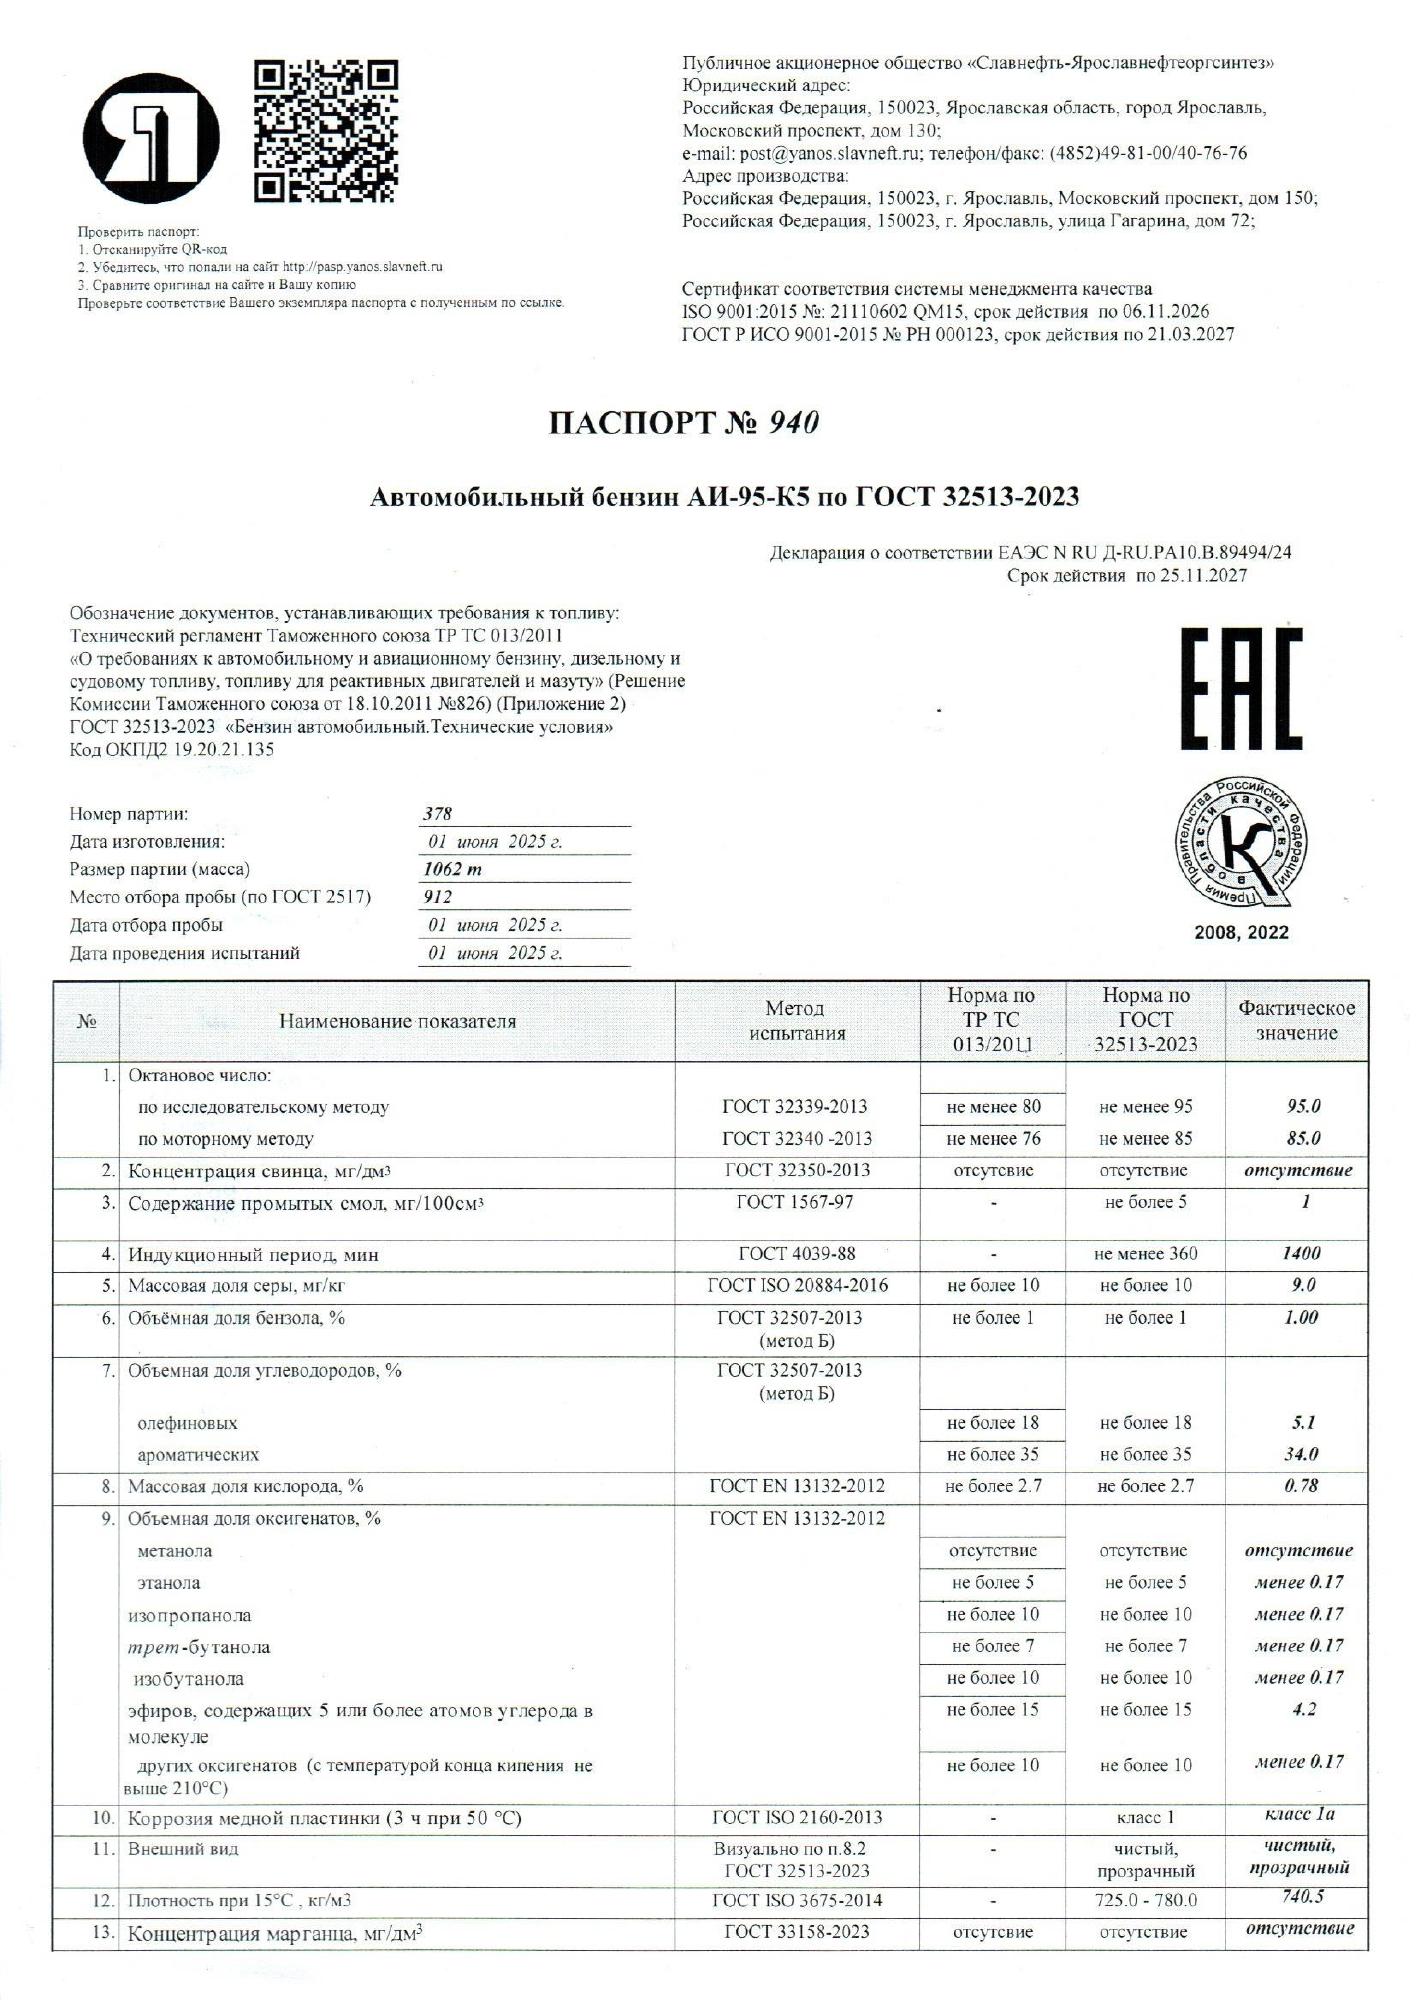 Публичное акционерное общество «Славнефть-Ярославнефтеоргсинтез»
Юридический адрес:
Российская Федерация, 150023, Ярославская область, город Ярославль,
Московский проспект, дом 130;
e-mail: post@yanos.slavneft.ru; телефон/факс: (4852)49-81-00/40-76-76
Адрес производства:
Российская Федерация, 150023, г. Ярославль, Московский проспект, дом 150;
Российская Федерация, 150023, г. Ярославль, улица Гагарина, дом 72;
Проверить паспорт:
1. Отсканируйте QR-код
2. Убедитесь, что попали на сайт http://pasp.yanos.slavneft.ru
3. Сравните оригинал на сайте и Вашу копию
Проверьте соответствие Вашего экземпляра паспорта с полученным по ссылке.
Сертификат соответствия системы менеджмента качества
ISO 9001:2015 №: 21110602 QM15, срок действия по 06.11.2026
ГОСТ Р ИСО 9001-2015 № РН 000123, срок действия по 21.03.2027
ПАСПОРТ № 940
Автомобильный бензин АИ-95-К5 по ГОСТ 32513-2023
Декларация о соответствии ЕАЭС N RU Д-RU.РА10.В.89494/24
Срок действия по 25.11.2027
Обозначение документов, устанавливающих требования к топливу:
Технический регламент Таможенного союза ТР ТС 013/2011
«О требованиях к автомобильному и авиационному бензину, дизельному и
судовому топливу, топливу для реактивных двигателей и мазуту» (Решение
Комиссии Таможенного союза от 18.10.2011 №826) (Приложение 2)
ГОСТ 32513-2023 «Бензин автомобильный.Технические условия»
Код ОКПД2 19.20.21.135
ЕАС
Премия Правительства Российской Федерации
в области качества
2008, 2022
Номер партии: 378
Дата изготовления: 01 июня 2025 г.
Размер партии (масса) 1062 т
Место отбора пробы (по ГОСТ 2517) 912
Дата отбора пробы 01 июня 2025 г.
Дата проведения испытаний 01 июня 2025 г.
№ Наименование показателя Метод испытания Норма по ТР ТС 013/2011 Норма по ГОСТ 32513-2023 Фактическое значение
1. Октановое число:
по исследовательскому методу ГОСТ 32339-2013 не менее 80 не менее 95 95.0
по моторному методу ГОСТ 32340 -2013 не менее 76 не менее 85 85.0
2. Концентрация свинца, мг/дм³ ГОСТ 32350-2013 отсутсвие отсутствие отсутствие
3. Содержание промытых смол, мг/100см³ ГОСТ 1567-97 - не более 5 1
4. Индукционный период, мин ГОСТ 4039-88 - не менее 360 1400
5. Массовая доля серы, мг/кг ГОСТ ISO 20884-2016 не более 10 не более 10 9.0
6. Объёмная доля бензола, % ГОСТ 32507-2013 не более 1 не более 1 1.00
(метод Б)
7. Объемная доля углеводородов, % ГОСТ 32507-2013
(метод Б)
олефиновых не более 18 не более 18 5.1
ароматических не более 35 не более 35 34.0
8. Массовая доля кислорода, % ГОСТ EN 13132-2012 не более 2.7 не более 2.7 0.78
9. Объемная доля оксигенатов, % ГОСТ EN 13132-2012
метанола отсутствие отсутствие отсутствие
этанола не более 5 не более 5 менее 0.17
изопропанола не более 10 не более 10 менее 0.17
трет-бутанола не более 7 не более 7 менее 0.17
изобутанола не более 10 не более 10 менее 0.17
эфиров, содержащих 5 или более атомов углерода в не более 15 не более 15 4.2
молекуле
других оксигенатов (с температурой конца кипения не не более 10 не более 10 менее 0.17
выше 210°С)
10. Коррозия медной пластинки (3 ч при 50 °С) ГОСТ ISO 2160-2013 - класс 1 класс 1а
11. Внешний вид Визуально по п.8.2 - чистый, чистый,
ГОСТ 32513-2023 прозрачный прозрачный
12. Плотность при 15°С , кг/м3 ГОСТ ISO 3675-2014 - 725.0 - 780.0 740.5
13. Концентрация марганца, мг/дм³ ГОСТ 33158-2023 отсутсвие отсутствие отсутствие